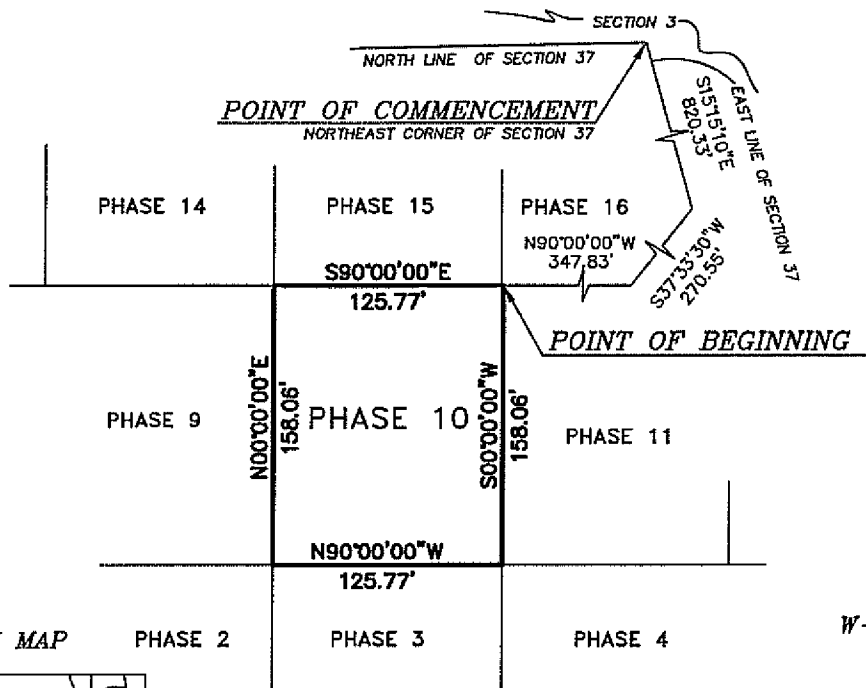 SECTION 3
NORTH LINE OF SECTION 37
POINT OF COMMENCEMENT
NORTHEAST CORNER OF SECTION 37
S15°15'10"E
820.33'
EAST LINE OF SECTION 37
PHASE 14
PHASE 15
PHASE 16
N90°00'00"W
347.83'
S37°33'30"W
270.55'
S90°00'00"E
125.77'
POINT OF BEGINNING
N00°00'00"E
158.06'
PHASE 9
PHASE 10
S00°00'00"W
158.06'
PHASE 11
N90°00'00"W
125.77'
MAP
PHASE 2
PHASE 3
PHASE 4
W-